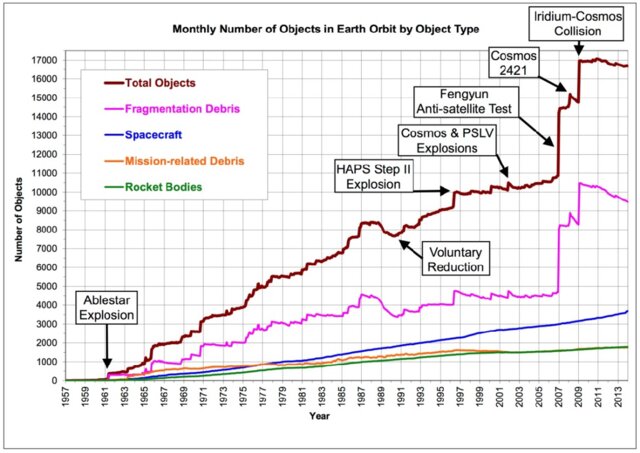 Monthly Number of Objects in Earth Orbit by Object Type
Iridium-Cosmos
Collision
Cosmos
2421
Fengyun
Anti-satellite Test
Cosmos & PSLV
Explosions
HAPS Step II
Explosion
Voluntary
Reduction
Ablestar
Explosion
Total Objects
Fragmentation Debris
Spacecraft
Mission-related Debris
Rocket Bodies
Number of Objects
17000
16000
15000
14000
13000
12000
11000
10000
9000
8000
7000
6000
5000
4000
3000
2000
1000
0
1957
1959
1961
1963
1965
1967
1969
1971
1973
1975
1977
1979
1981
1983
1985
1987
1989
1991
1993
1995
1997
1999
2001
2003
2005
2007
2009
2011
2013
Year